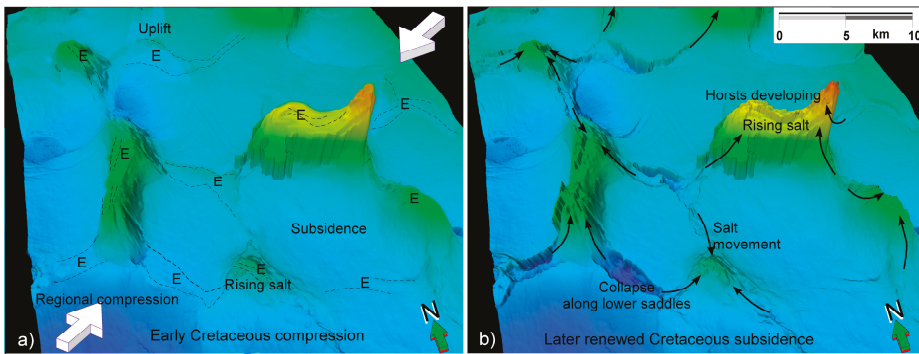 Uplift
E
E
E
E
E
E
Subsidence
E
E
E
E
Rising salt
Regional compression
N
a)
Early Cretaceous compression
km
0
5
10
Horsts developing
Rising salt
Salt
movement
Collapse
along lower saddles
N
b)
Later renewed Cretaceous subsidence